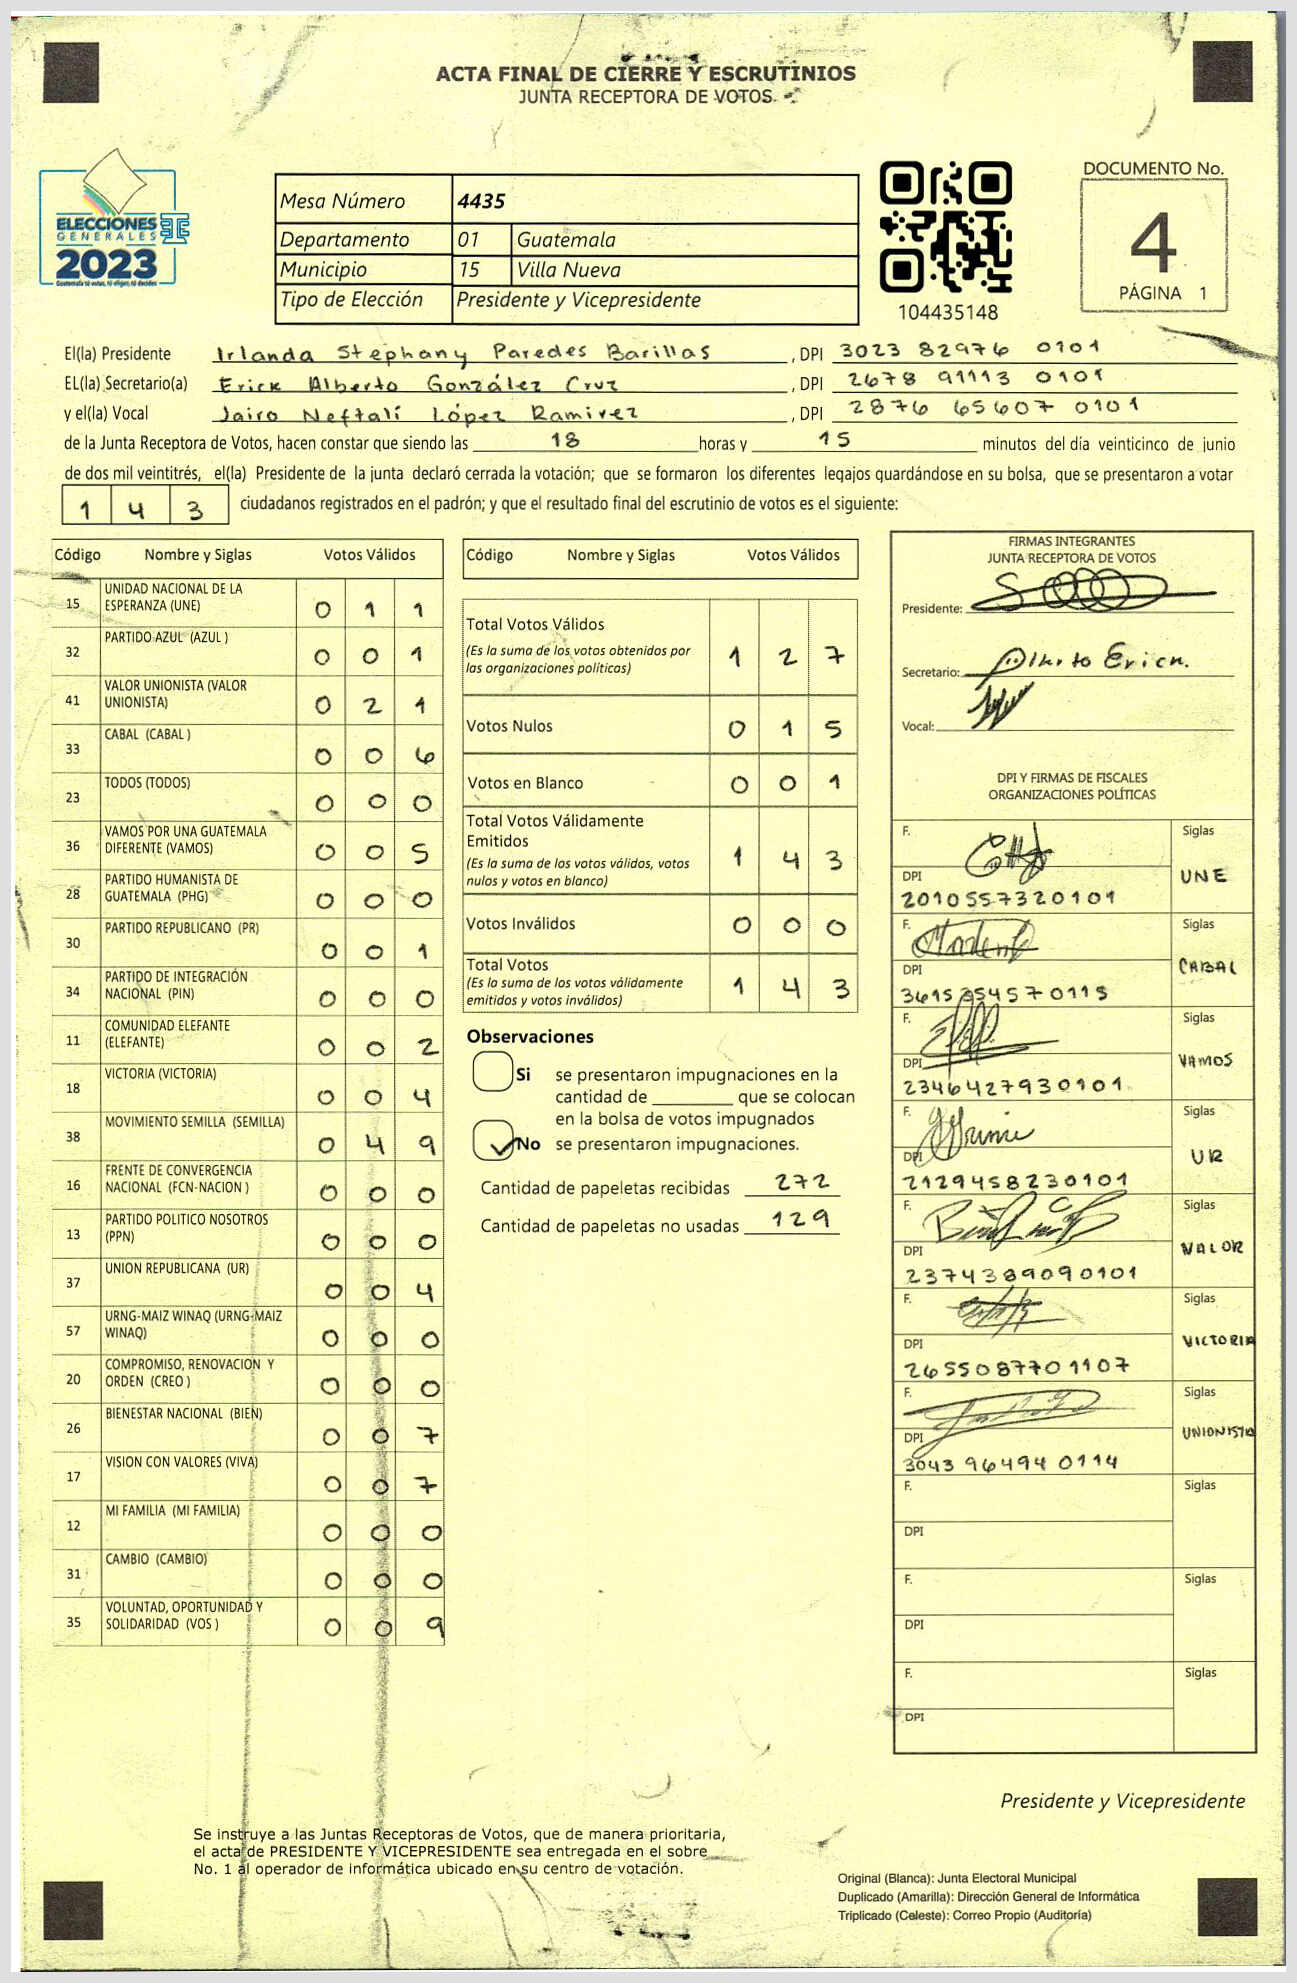 ACTA FINAL DE CIERRE Y ESCRUTINIOS
JUNTA RECEPTORA DE VOTOS
ELECCIONES
GENERALES
2023
Guatemala tú votas, tú eliges, tú decides
Mesa Número 4435
Departamento 01 Guatemala
Municipio 15 Villa Nueva
Tipo de Elección Presidente y Vicepresidente
104435148
DOCUMENTO No.
4
PÁGINA 1
El(la) Presidente Irlanda Stephany Paredes Barillas, DPI 3023 82976 0101
EL(la) Secretario(a) Erick Alberto González Cruz, DPI 2678 91113 0101
y el(la) Vocal Jairo Neftalí López Ramirez, DPI 2876 65607 0101
de la Junta Receptora de Votos, hacen constar que siendo las 18 horas y 15 minutos del día veinticinco de junio
de dos mil veintitrés, el(la) Presidente de la junta declaró cerrada la votación; que se formaron los diferentes legajos guardándose en su bolsa, que se presentaron a votar
1 4 3 ciudadanos registrados en el padrón; y que el resultado final del escrutinio de votos es el siguiente:
Código Nombre y Siglas Votos Válidos
15 UNIDAD NACIONAL DE LA ESPERANZA (UNE) 0 1 1
32 PARTIDO AZUL (AZUL ) 0 0 1
41 VALOR UNIONISTA (VALOR UNIONISTA) 0 2 1
33 CABAL (CABAL ) 0 0 6
23 TODOS (TODOS) 0 0 0
36 VAMOS POR UNA GUATEMALA DIFERENTE (VAMOS) 0 0 5
28 PARTIDO HUMANISTA DE GUATEMALA (PHG) 0 0 0
30 PARTIDO REPUBLICANO (PR) 0 0 1
34 PARTIDO DE INTEGRACIÓN NACIONAL (PIN) 0 0 0
11 COMUNIDAD ELEFANTE (ELEFANTE) 0 0 2
18 VICTORIA (VICTORIA) 0 0 4
38 MOVIMIENTO SEMILLA (SEMILLA) 0 4 9
16 FRENTE DE CONVERGENCIA NACIONAL (FCN-NACION ) 0 0 0
13 PARTIDO POLITICO NOSOTROS (PPN) 0 0 0
37 UNION REPUBLICANA (UR) 0 0 4
57 URNG-MAIZ WINAQ (URNG-MAIZ WINAQ) 0 0 0
20 COMPROMISO, RENOVACION Y ORDEN (CREO ) 0 0 0
26 BIENESTAR NACIONAL (BIEN) 0 0 7
17 VISION CON VALORES (VIVA) 0 0 7
12 MI FAMILIA (MI FAMILIA) 0 0 0
31 CAMBIO (CAMBIO) 0 0 0
35 VOLUNTAD, OPORTUNIDAD Y SOLIDARIDAD (VOS ) 0 0 9
Código Nombre y Siglas Votos Válidos
Total Votos Válidos 1 2 7
(Es la suma de los votos obtenidos por
las organizaciones políticas)
Votos Nulos 0 1 5
Votos en Blanco 0 0 1
Total Votos Válidamente
Emitidos 1 4 3
(Es la suma de los votos válidos, votos
nulos y votos en blanco)
Votos Inválidos 0 0 0
Total Votos 1 4 3
(Es la suma de los votos válidamente
emitidos y votos inválidos)
Observaciones
Si se presentaron impugnaciones en la
cantidad de ________ que se colocan
en la bolsa de votos impugnados
No se presentaron impugnaciones.
Cantidad de papeletas recibidas 272
Cantidad de papeletas no usadas 129
FIRMAS INTEGRANTES
JUNTA RECEPTORA DE VOTOS
Presidente:
Secretario: Alberto Erick.
Vocal:
DPI Y FIRMAS DE FISCALES
ORGANIZACIONES POLÍTICAS
F. Siglas
DPI UNE
2010557320101
F. Siglas
DPI CABAL
3615354570115
F. Siglas
DPI VAMOS
2346427930101
F. Siglas
DPI UR
2129458230101
F. Siglas
DPI VALOR
2374389090101
F. Siglas
DPI VICTORIA
2655087701107
F. Siglas
DPI UNIONISTA
3043 96494 0114
F. Siglas
DPI
F. Siglas
DPI
F. Siglas
DPI
Presidente y Vicepresidente
Se instruye a las Juntas Receptoras de Votos, que de manera prioritaria,
el acta de PRESIDENTE Y VICEPRESIDENTE sea entregada en el sobre
No. 1 al operador de informática ubicado en su centro de votación.
Original (Blanca): Junta Electoral Municipal
Duplicado (Amarilla): Dirección General de Informática
Triplicado (Celeste): Correo Propio (Auditoría)